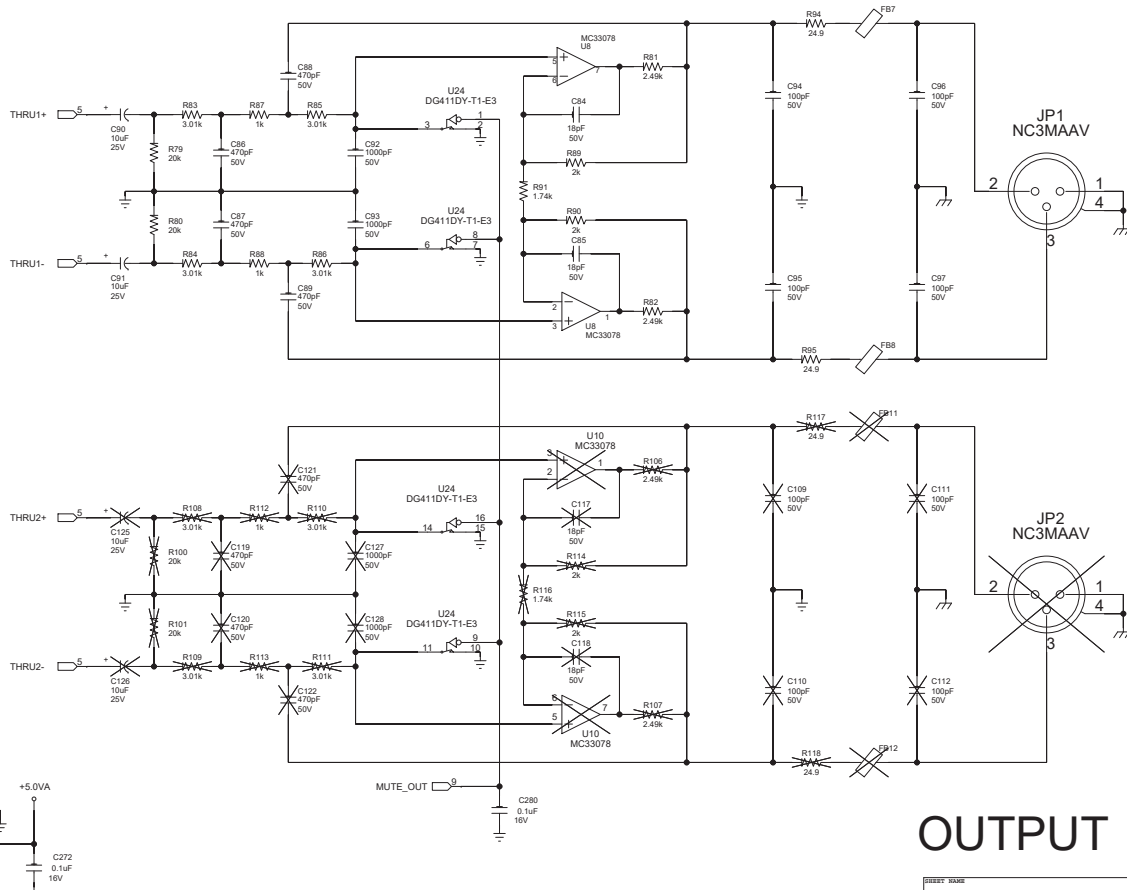 R94
24.9
FB7
MC33078
U8
5
6
7
R81
2.49k
C88
470pF
50V
U24
DG411DY-T1-E3
3
1
2
C84
18pF
50V
C94
100pF
50V
C96
100pF
50V
JP1
NC3MAAV
THRU1+
5
+
C90
10uF
25V
R83
3.01k
R87
1k
R85
3.01k
R79
20k
C86
470pF
50V
C92
1000pF
50V
R89
2k
R91
1.74k
2
1
4
3
R80
20k
C87
470pF
50V
C93
1000pF
50V
U24
DG411DY-T1-E3
6
8
7
R90
2k
C85
18pF
50V
THRU1-
5
+
C91
10uF
25V
R84
3.01k
R88
1k
R86
3.01k
C89
470pF
50V
C95
100pF
50V
C97
100pF
50V
2
3
1
U8
MC33078
R82
2.49k
R95
24.9
FB8
R117
24.9
FB11
U10
MC33078
3
2
1
R106
2.49k
C121
470pF
50V
U24
DG411DY-T1-E3
14
16
15
C117
18pF
50V
C109
100pF
50V
C111
100pF
50V
JP2
NC3MAAV
THRU2+
5
+
C125
10uF
25V
R108
3.01k
R112
1k
R110
3.01k
R100
20k
C119
470pF
50V
C127
1000pF
50V
R114
2k
R116
1.74k
2
1
4
3
R101
20k
C120
470pF
50V
C128
1000pF
50V
U24
DG411DY-T1-E3
11
9
10
R115
2k
C118
18pF
50V
THRU2-
5
+
C126
10uF
25V
R109
3.01k
R113
1k
R111
3.01k
C122
470pF
50V
C110
100pF
50V
C112
100pF
50V
6
5
7
U10
MC33078
R107
2.49k
R118
24.9
FB12
+5.0VA
MUTE_OUT
9
C280
0.1uF
16V
C272
0.1uF
16V
OUTPUT
SHEET NAME